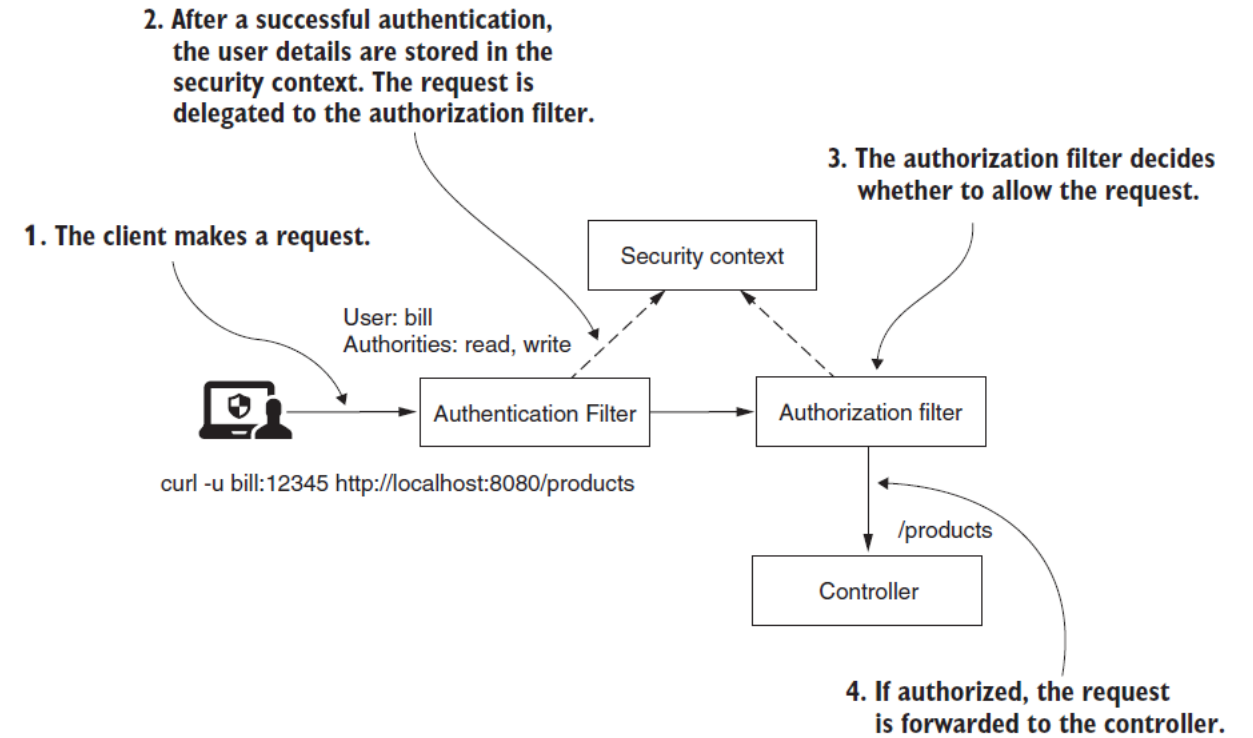 2. After a successful authentication,
the user details are stored in the
security context. The request is
delegated to the authorization filter.
3. The authorization filter decides
whether to allow the request.
1. The client makes a request.
Security context
User: bill
Authorities: read, write
Authentication Filter
Authorization filter
curl -u bill:12345 http://localhost:8080/products
/products
Controller
4. If authorized, the request
is forwarded to the controller.